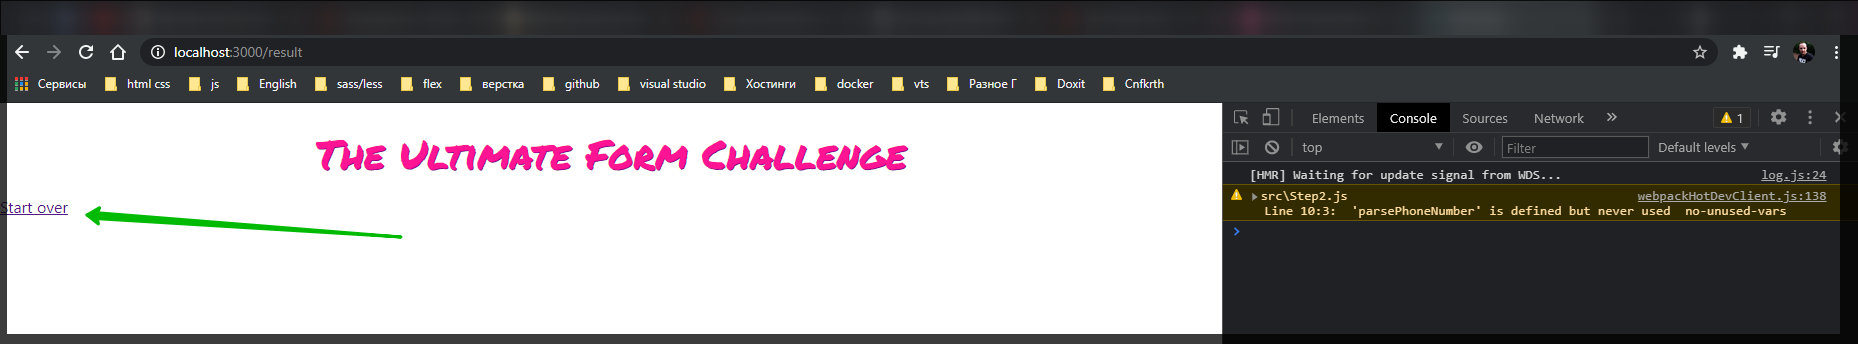 localhost:3000/result
Сервисы html css js English sass/less flex верстка github visual studio Хостинги docker vts Разное Г Doxit Cnfkrth
The Ultimate Form Challenge
Start over
Elements Console Sources Network » 1
top Filter Default levels
[HMR] Waiting for update signal from WDS... log.js:24
src\Step2.js webpackHotDevClient.js:138
Line 10:3: 'parsePhoneNumber' is defined but never used no-unused-vars
>